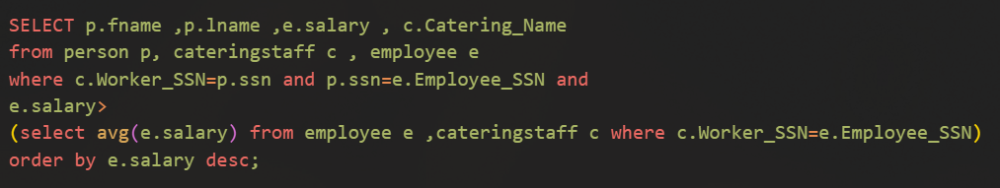 SELECT p.fname ,p.lname ,e.salary , c.Catering_Name
from person p, cateringstaff c , employee e
where c.Worker_SSN=p.ssn and p.ssn=e.Employee_SSN and
e.salary>
(select avg(e.salary) from employee e ,cateringstaff c where c.Worker_SSN=e.Employee_SSN)
order by e.salary desc;